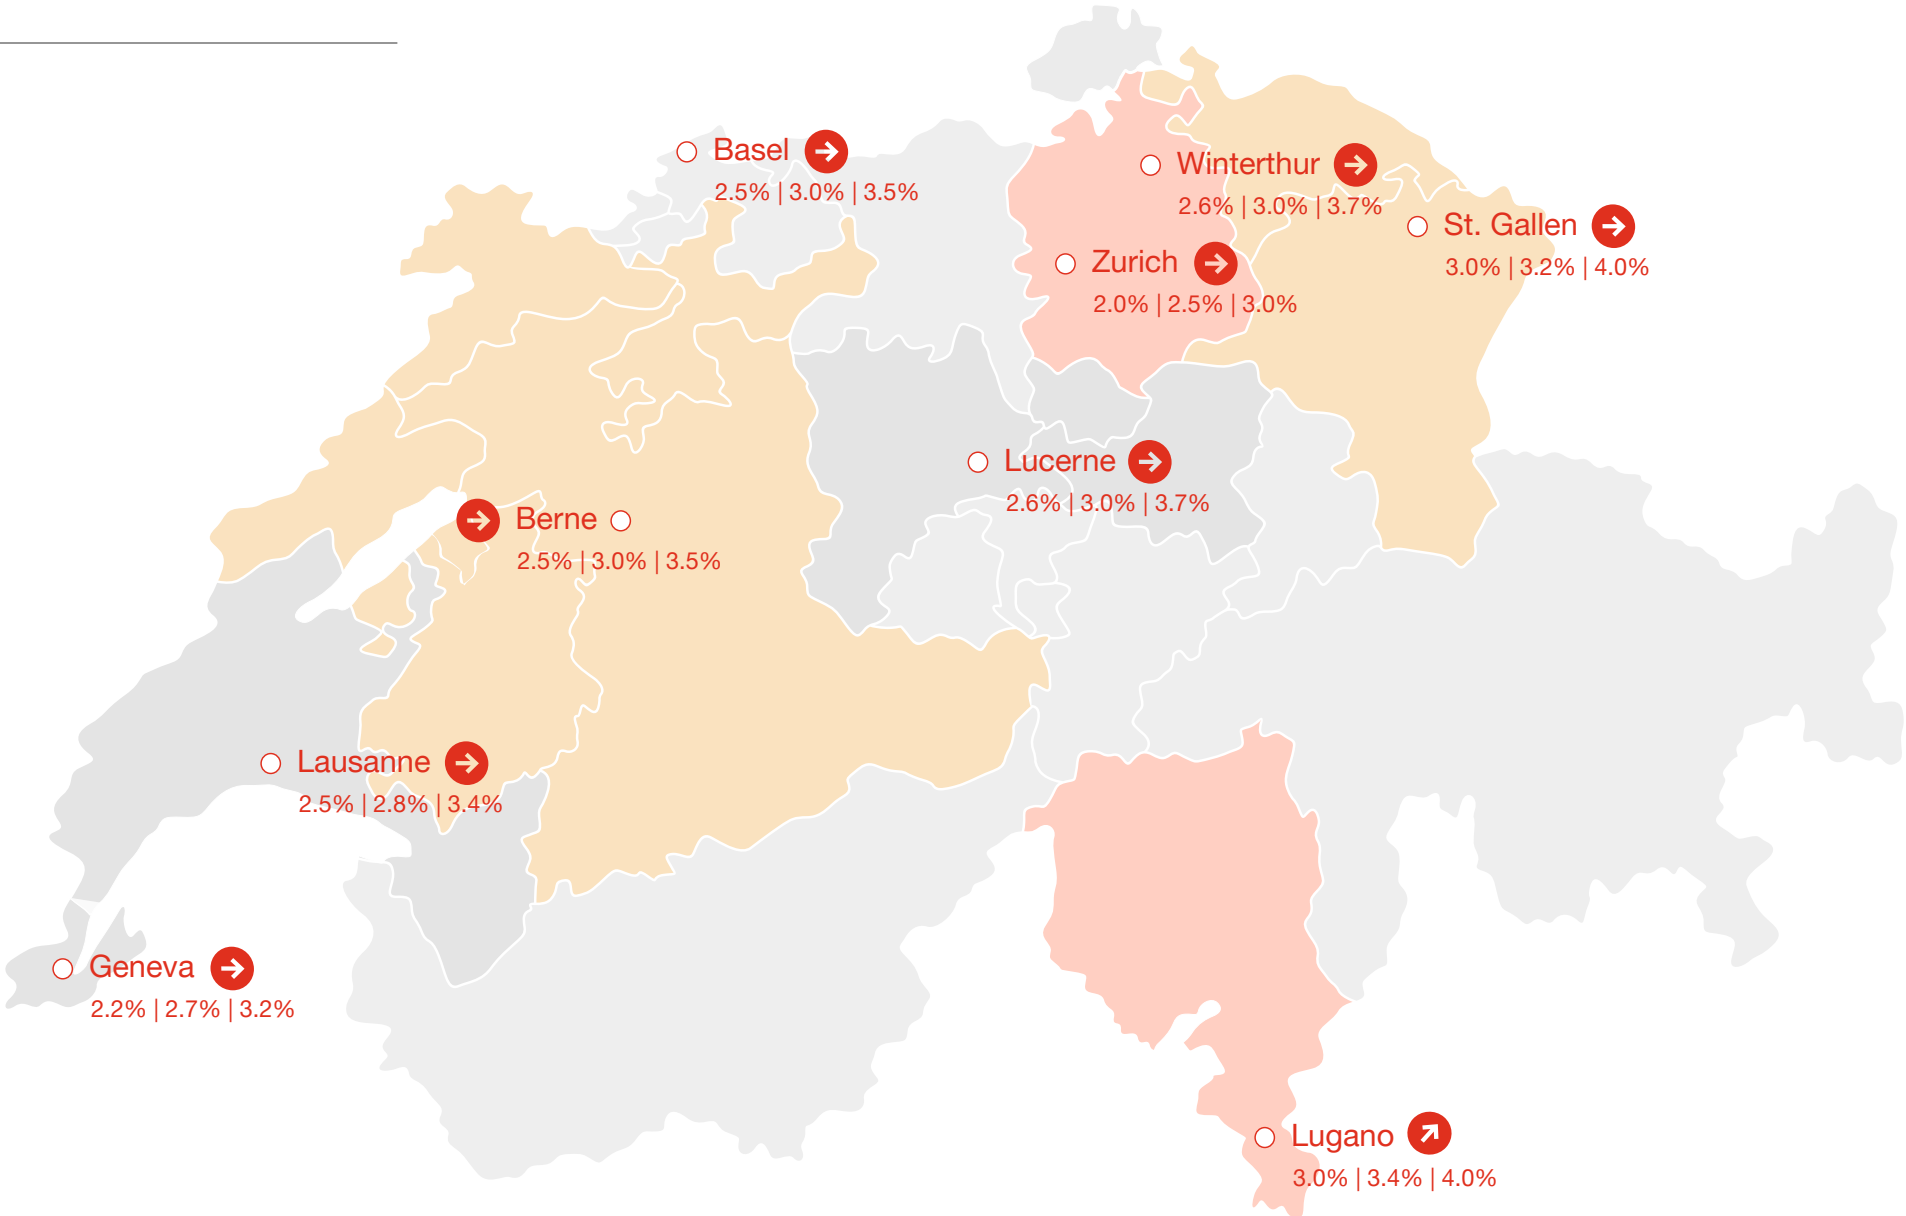 Basel
2.5% | 3.0% | 3.5%
Winterthur
2.6% | 3.0% | 3.7%
St. Gallen
3.0% | 3.2% | 4.0%
Zurich
2.0% | 2.5% | 3.0%
Lucerne
2.6% | 3.0% | 3.7%
Berne
2.5% | 3.0% | 3.5%
Lausanne
2.5% | 2.8% | 3.4%
Geneva
2.2% | 2.7% | 3.2%
Lugano
3.0% | 3.4% | 4.0%